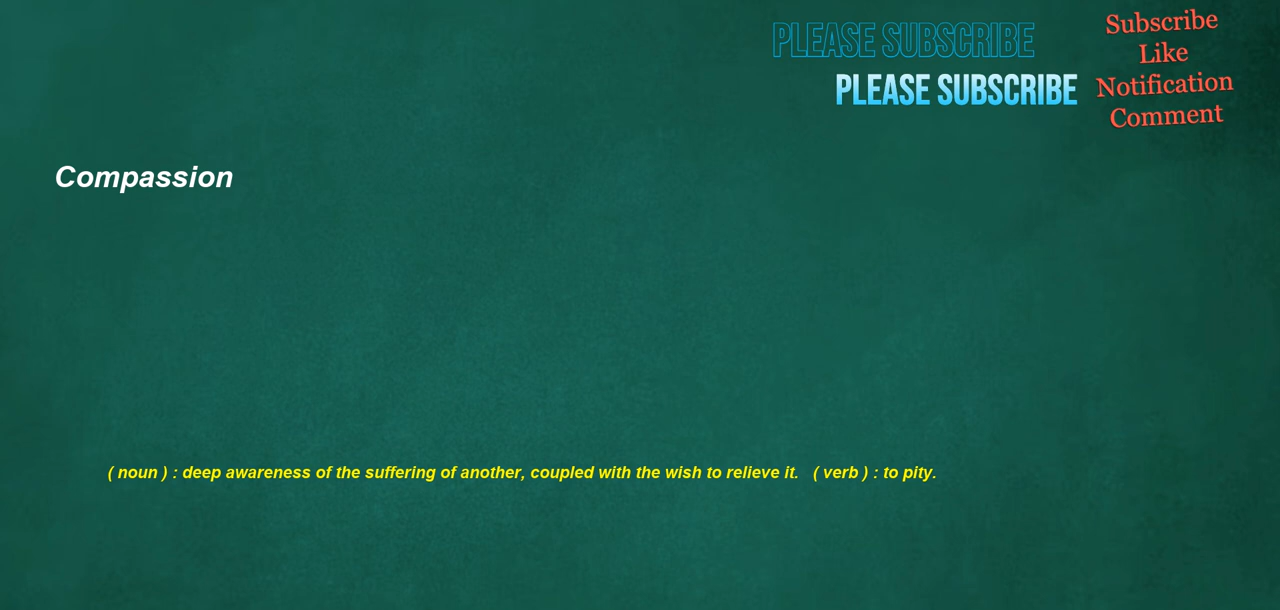 PLEASE SUBSCRIBE
PLEASE SUBSCRIBE
Subscribe
Like
Notification
Comment
Compassion
( noun ) : deep awareness of the suffering of another, coupled with the wish to relieve it.   ( verb ) : to pity.